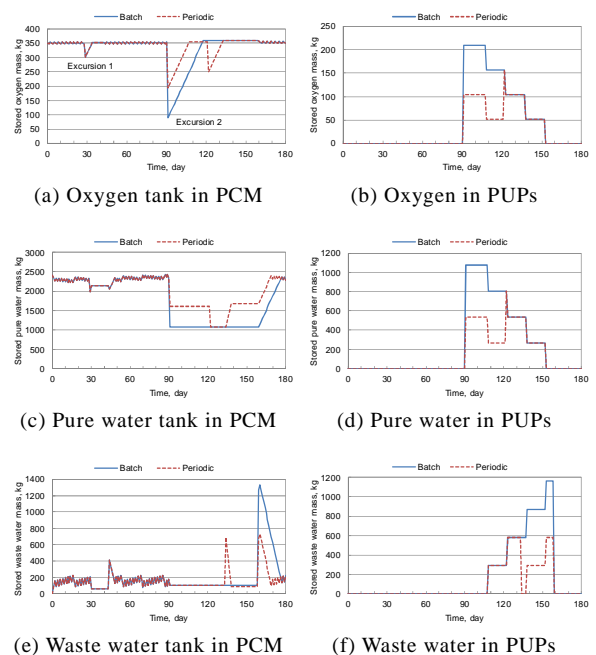 Batch Periodic
Stored oxygen mass, kg
400
350
300
250
200
150
100
50
0
Excursion 1
Excursion 2
0 30 60 90 120 150 180
Time, day
(a) Oxygen tank in PCM
Batch Periodic
Stored oxygen mass, kg
250
200
150
100
50
0
0 30 60 90 120 150 180
Time, day
(b) Oxygen in PUPs
Batch Periodic
Stored pure water mass, kg
3000
2500
2000
1500
1000
500
0
0 30 60 90 120 150 180
Time, day
(c) Pure water tank in PCM
Batch Periodic
Stored pure water mass, kg
1200
1000
800
600
400
200
0
0 30 60 90 120 150 180
Time, day
(d) Pure water in PUPs
Batch Periodic
Stored waste water mass, kg
1400
1200
1000
800
600
400
200
0
0 30 60 90 120 150 180
Time, day
(e) Waste water tank in PCM
Batch Periodic
Stored waste water mass, kg
1200
1000
800
600
400
200
0
0 30 60 90 120 150 180
Time, day
(f) Waste water in PUPs